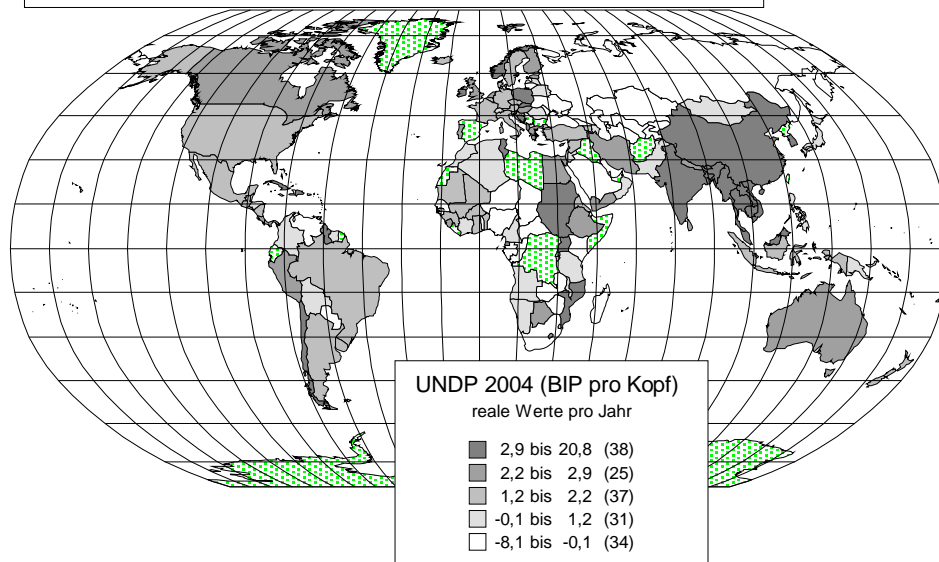 UNDP 2004 (BIP pro Kopf)
reale Werte pro Jahr
2,9 bis 20,8 (38)
2,2 bis 2,9 (25)
1,2 bis 2,2 (37)
-0,1 bis 1,2 (31)
-8,1 bis -0,1 (34)